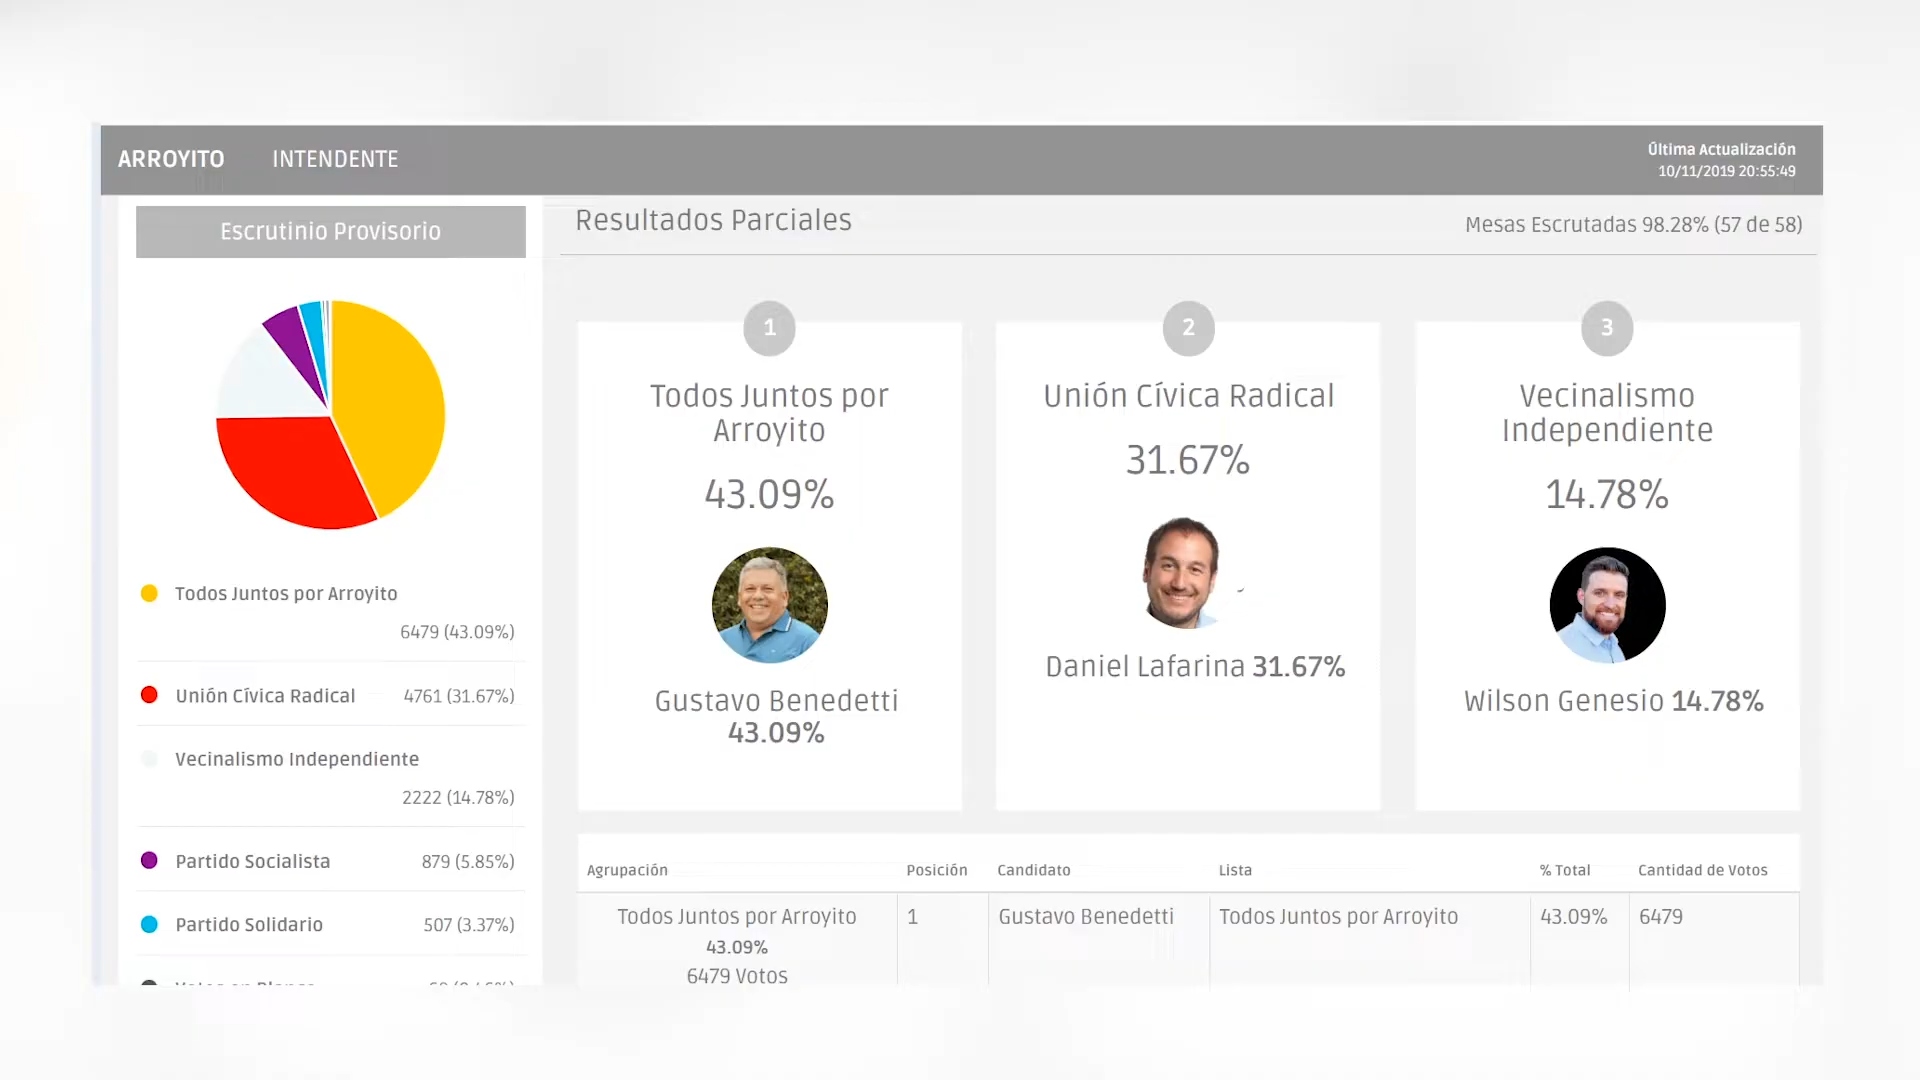 ARROYITO INTENDENTE
Última Actualización
10/11/2019 20:55:49
Escrutinio Provisorio
Todos Juntos por Arroyito
6479 (43.09%)
Unión Cívica Radical 4761 (31.67%)
Vecinalismo Independiente
2222 (14.78%)
Partido Socialista 879 (5.85%)
Partido Solidario 507 (3.37%)
Resultados Parciales
Mesas Escrutadas 98.28% (57 de 58)
1
Todos Juntos por
Arroyito
43.09%
Gustavo Benedetti
43.09%
2
Unión Cívica Radical
31.67%
Daniel Lafarina 31.67%
3
Vecinalismo
Independiente
14.78%
Wilson Genesio 14.78%
Agrupación Posición Candidato Lista % Total Cantidad de Votos
Todos Juntos por Arroyito 1 Gustavo Benedetti Todos Juntos por Arroyito 43.09% 6479
43.09%
6479 Votos